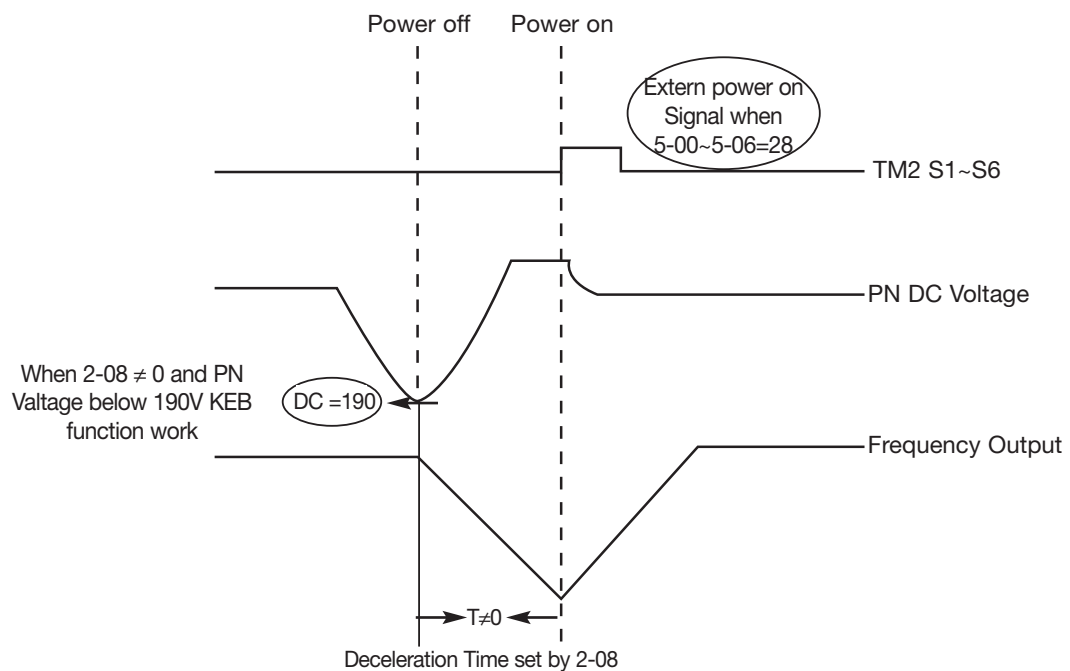 Power off
Power on
Extern power on
Signal when
5-00~5-06=28
TM2 S1~S6
PN DC Voltage
When 2-08 ≠ 0 and PN
Valtage below 190V KEB
function work
DC =190
Frequency Output
T≠0
Deceleration Time set by 2-08